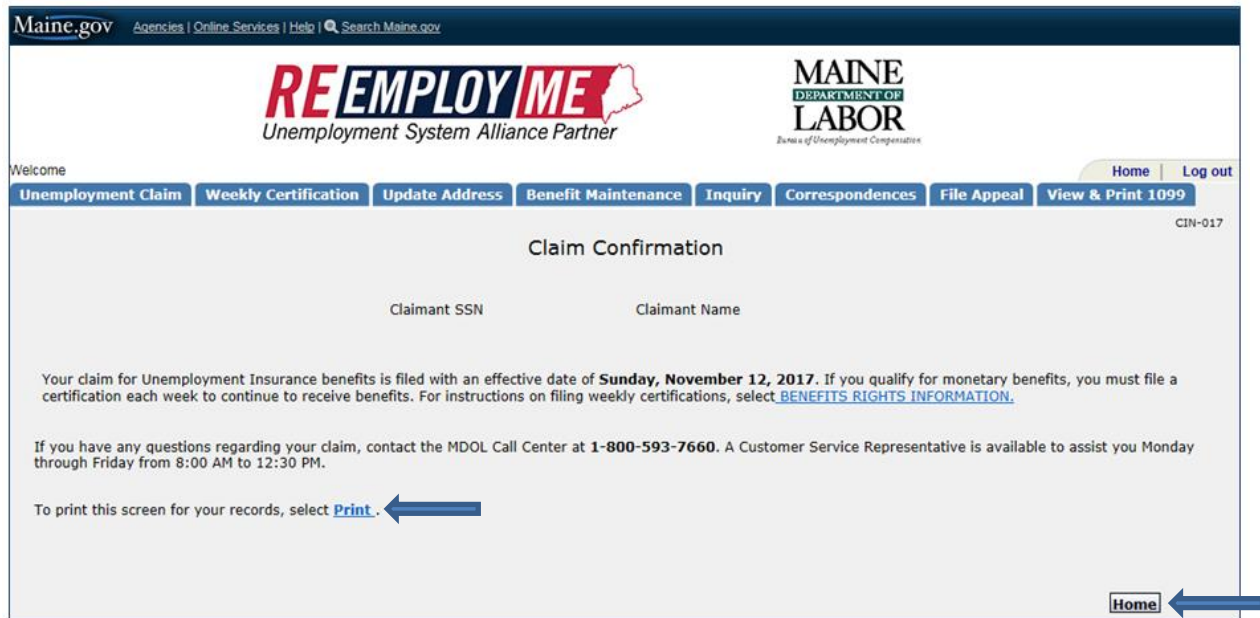 Maine.gov Agencies | Online Services | Help | Search Maine.gov
REEMPLOYME
Unemployment System Alliance Partner
MAINE
DEPARTMENT OF
LABOR
Bureau of Unemployment Compensation
Welcome
Home | Log out
Unemployment Claim Weekly Certification Update Address Benefit Maintenance Inquiry Correspondences File Appeal View & Print 1099
CIN-017
Claim Confirmation
Claimant SSN Claimant Name
Your claim for Unemployment Insurance benefits is filed with an effective date of Sunday, November 12, 2017. If you qualify for monetary benefits, you must file a
certification each week to continue to receive benefits. For instructions on filing weekly certifications, select BENEFITS RIGHTS INFORMATION.
If you have any questions regarding your claim, contact the MDOL Call Center at 1-800-593-7660. A Customer Service Representative is available to assist you Monday
through Friday from 8:00 AM to 12:30 PM.
To print this screen for your records, select Print .
Home